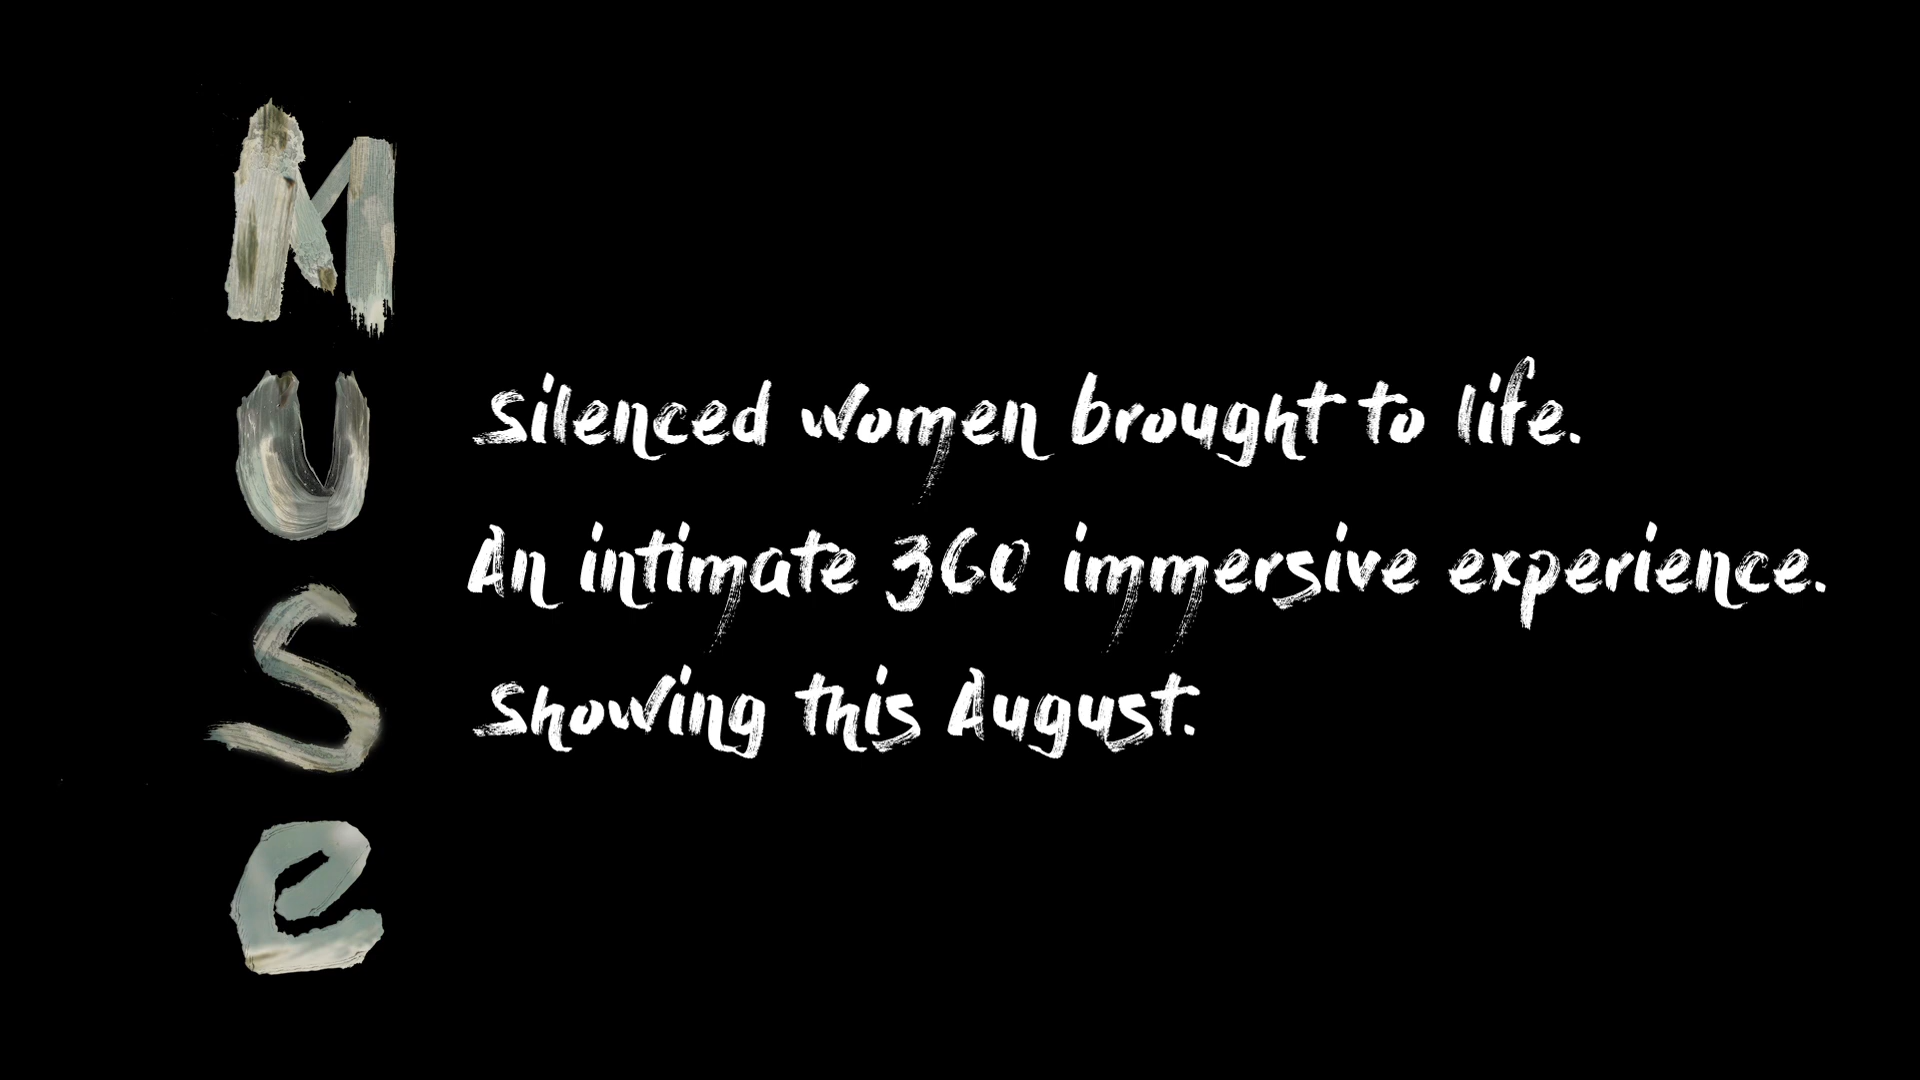 MUSe
Silenced women brought to life.
An intimate 360 immersive experience.
Showing this August.